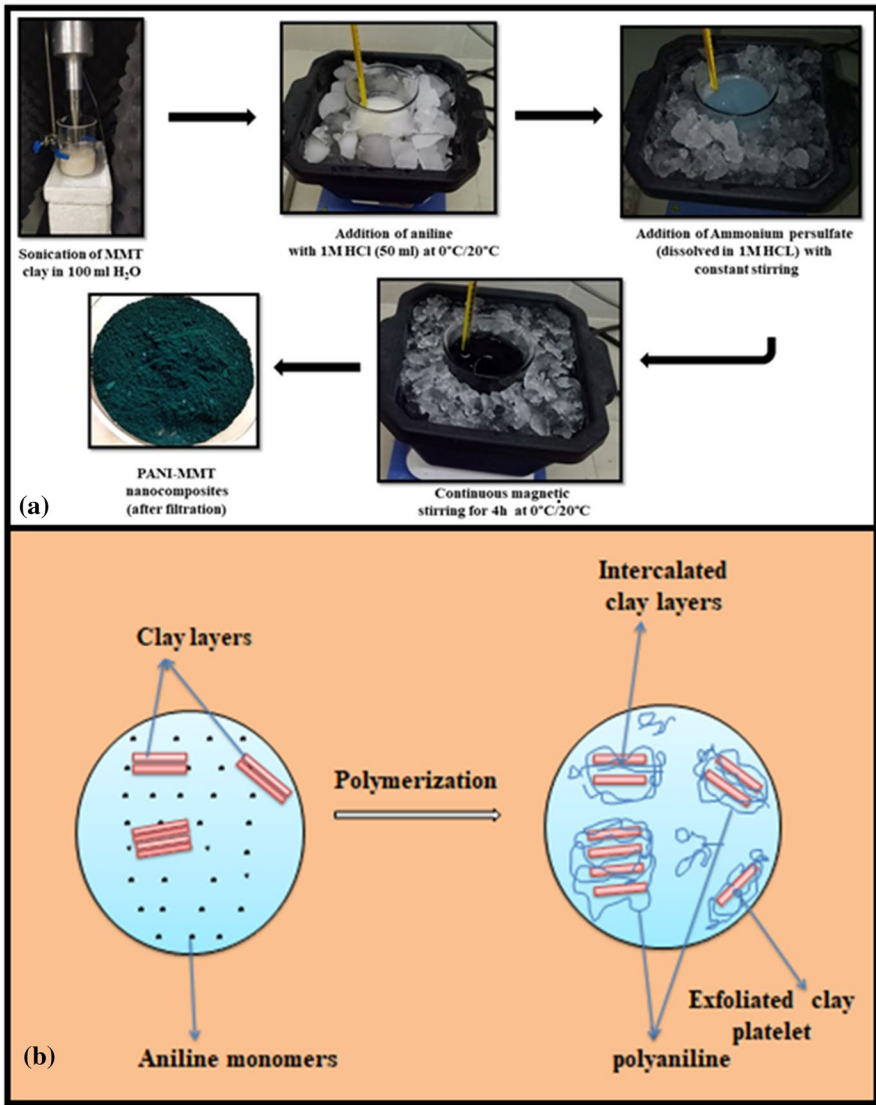 Sonication of MMT
clay in 100 ml H₂O
Addition of aniline
with 1M HCl (50 ml) at 0°C/20°C
Addition of Ammonium persulfate
(dissolved in 1M HCL) with
constant stirring
PANI-MMT
nanocomposites
(after filtration)
Continuous magnetic
stirring for 4h at 0°C/20°C
(a)
Intercalated
clay layers
Clay layers
Polymerization
Exfoliated clay
platelet
Aniline monomers
polyaniline
(b)